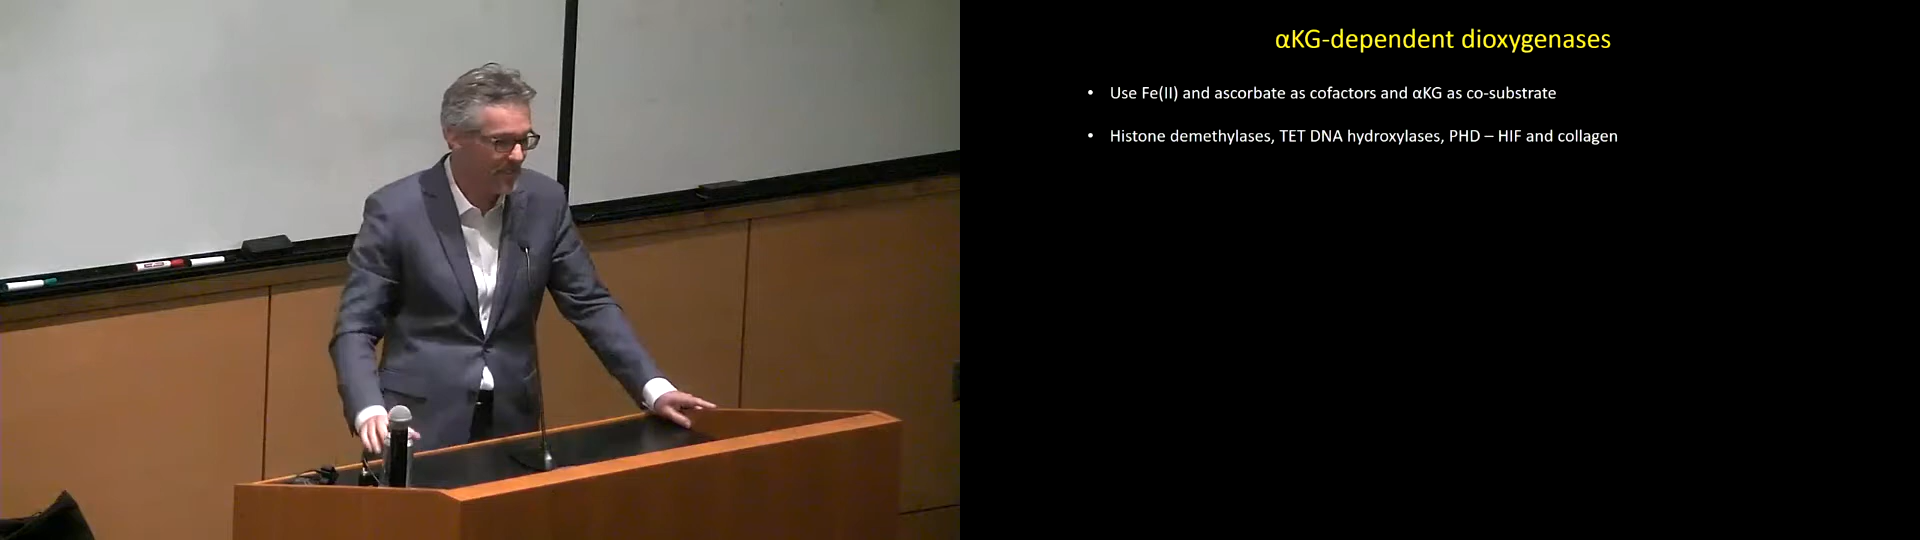 αKG-dependent dioxygenases
• Use Fe(II) and ascorbate as cofactors and αKG as co-substrate
• Histone demethylases, TET DNA hydroxylases, PHD – HIF and collagen